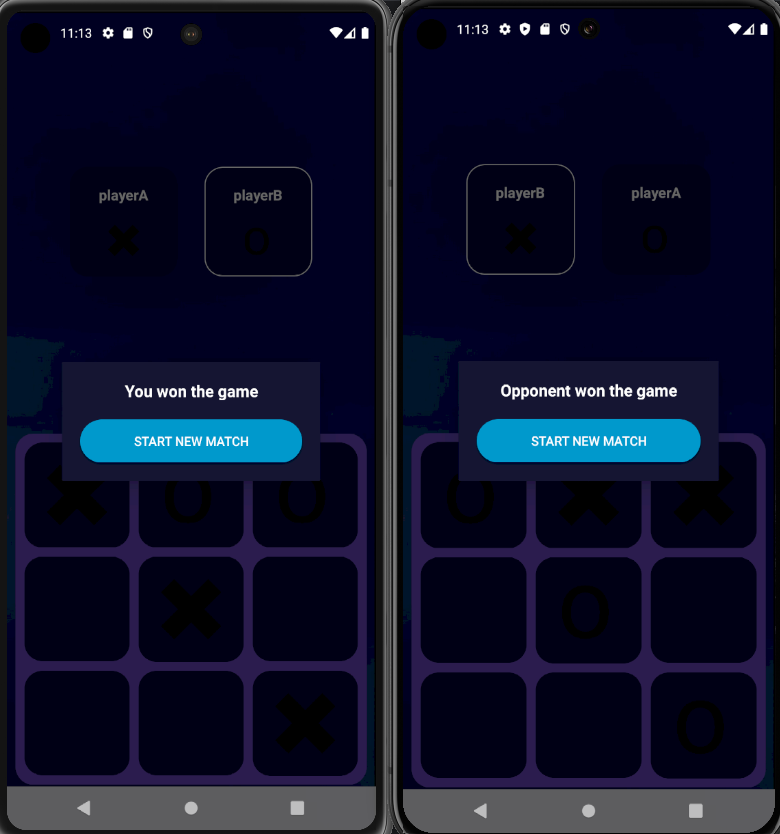 11:13
playerA playerB
X O
You won the game
START NEW MATCH
X O O
X
X
11:13
playerB playerA
X O
Opponent won the game
START NEW MATCH
O X X
O
O